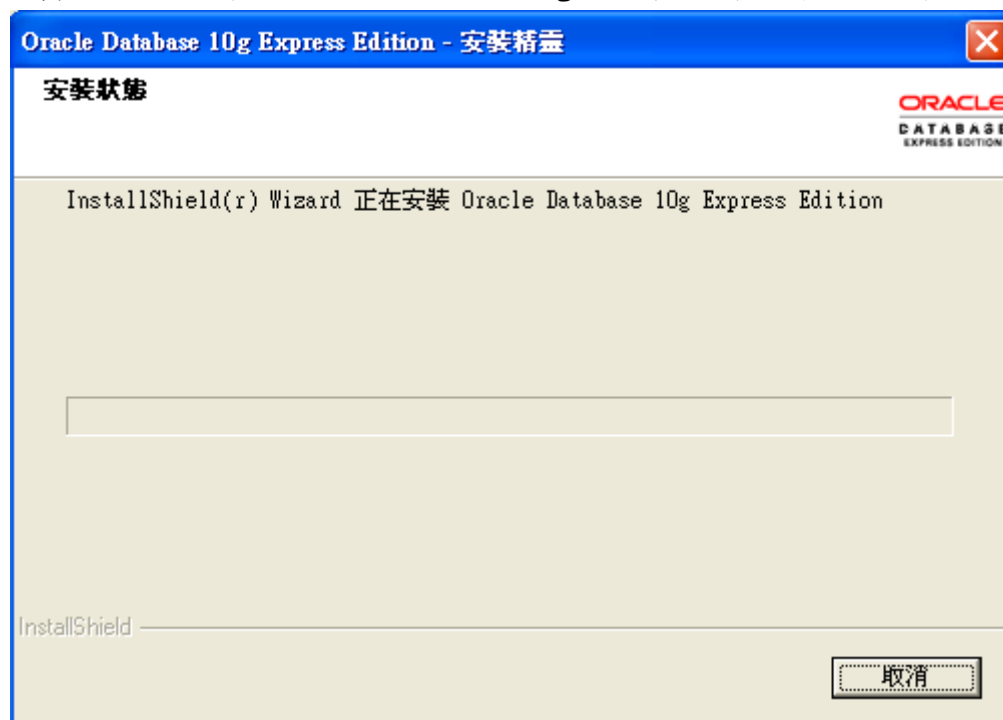 Oracle Database 10g Express Edition - 安裝精靈
安裝狀態
ORACLE
DATABASE
EXPRESS EDITION
InstallShield(r) Wizard 正在安裝 Oracle Database 10g Express Edition
InstallShield
取消